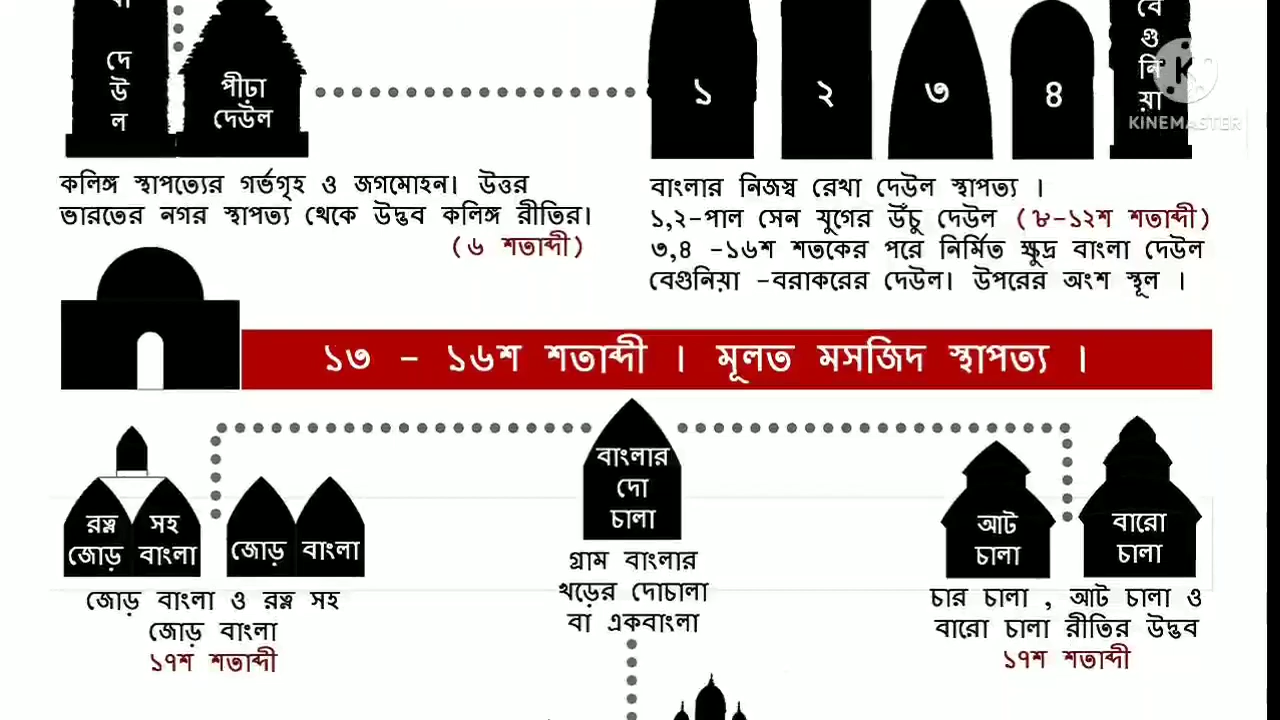 দে
উ
ল
পীঢ়া
দেউল
১
২
৩
৪
বে
গু
নি
য়া
KINEMASTER
কলিঙ্গ স্থাপত্যের গর্ভগৃহ ও জগমোহন। উত্তর
ভারতের নগর স্থাপত্য থেকে উদ্ভব কলিঙ্গ রীতির।
(৬ শতাব্দী)
বাংলার নিজস্ব রেখা দেউল স্থাপত্য ।
১,২-পাল সেন যুগের উঁচু দেউল (৮-১২শ শতাব্দী)
৩,৪ -১৬শ শতকের পরে নির্মিত ক্ষুদ্র বাংলা দেউল
বেগুনিয়া -বরাকরের দেউল। উপরের অংশ স্থূল ।
১৩ - ১৬শ শতাব্দী । মূলত মসজিদ স্থাপত্য ।
রত্ন সহ
জোড় বাংলা
জোড় বাংলা
জোড় বাংলা ও রত্ন সহ
জোড় বাংলা
১৭শ শতাব্দী
বাংলার
দো
চালা
গ্রাম বাংলার
খড়ের দোচালা
বা একবাংলা
আট
চালা
বারো
চালা
চার চালা , আট চালা ও
বারো চালা রীতির উদ্ভব
১৭শ শতাব্দী